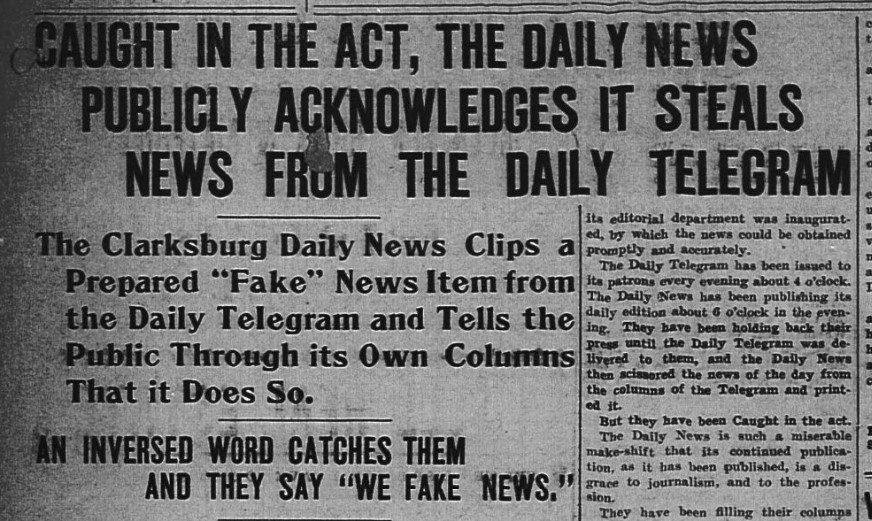 CAUGHT IN THE ACT, THE DAILY NEWS
PUBLICLY ACKNOWLEDGES IT STEALS
NEWS FROM THE DAILY TELEGRAM
The Clarksburg Daily News Clips a
Prepared "Fake" News Item from
the Daily Telegram and Tells the
Public Through its Own Columns
That it Does So.
AN INVERSED WORD CATCHES THEM
AND THEY SAY "WE FAKE NEWS."
its editorial department was inaugurat-
ed, by which the news could be obtained
promptly and accurately.
The Daily Telegram has been issued to
its patrons every evening about 4 o'clock.
The Daily News has been publishing its
daily edition about 6 o'clock in the even-
ing. They have been holding back their
press until the Daily Telegram was de-
livered to them, and the Daily News
then scissored the news of the day from
the columns of the Telegram and print-
ed it.
But they have been Caught in the act.
The Daily News is such a miserable
make-shift that its continued publica-
tion, as it has been published, is a dis-
grace to journalism, and to the profes-
sion.
They have been filling their columns